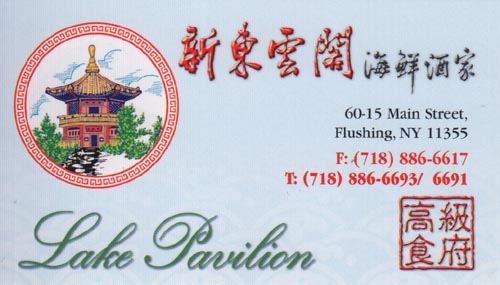 新東雲閣 海鮮酒家
60-15 Main Street,
Flushing, NY 11355
F: (718) 886-6617
T: (718) 886-6693/ 6691
高級
食府
Lake Pavilion